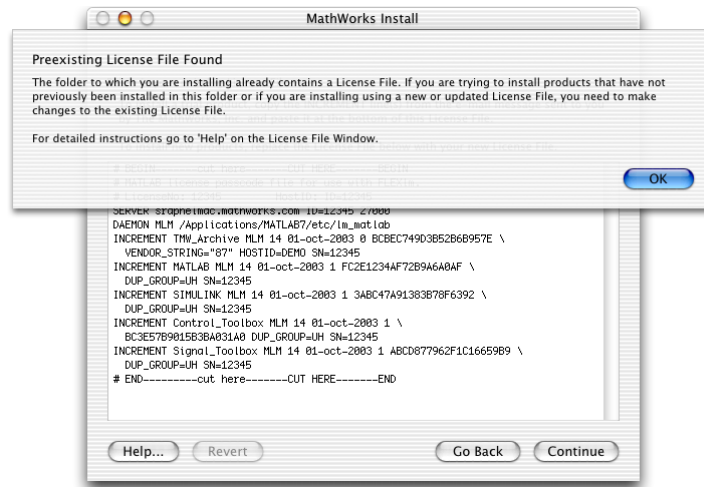 MathWorks Install
Preexisting License File Found
The folder to which you are installing already contains a License File. If you are trying to install products that have not
previously been installed in this folder or if you are installing using a new or updated License File, you need to make
changes to the existing License File.
For detailed instructions go to 'Help' on the License File Window.
OK
SERVER sraphelmac.mathworks.com ID=12345 27000
DAEMON MLM /Applications/MATLAB7/etc/lm_matlab
INCREMENT TMW_Archive MLM 14 01-oct-2003 0 BCBEC749D3B52B6B957E \
VENDOR_STRING="87" HOSTID=DEMO SN=12345
INCREMENT MATLAB MLM 14 01-oct-2003 1 FC2E1234AF72B9A6A0AF \
DUP_GROUP=UH SN=12345
INCREMENT SIMULINK MLM 14 01-oct-2003 1 3ABC47A91383B78F6392 \
DUP_GROUP=UH SN=12345
INCREMENT Control_Toolbox MLM 14 01-oct-2003 1 \
BC3E57B9015B3BA031A0 DUP_GROUP=UH SN=12345
INCREMENT Signal_Toolbox MLM 14 01-oct-2003 1 ABCD877962F1C16659B9 \
DUP_GROUP=UH SN=12345
# END---------cut here-------CUT HERE-------END
Help... Revert Go Back Continue